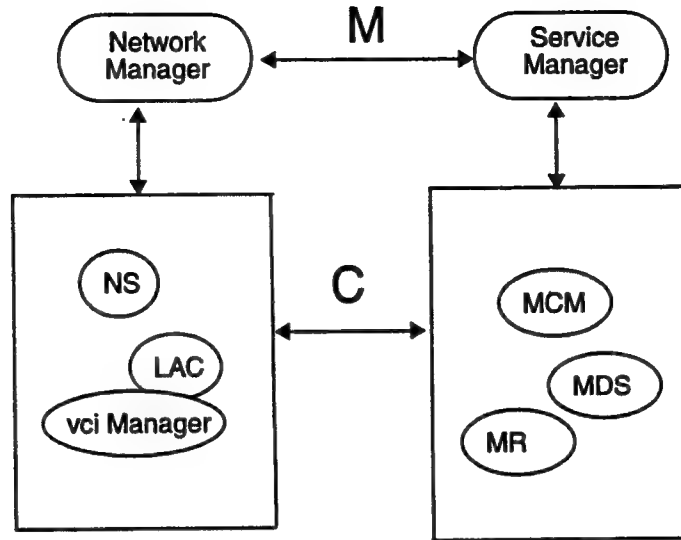 Network
Manager
M
Service
Manager
NS
C
MCM
LAC
MDS
vci Manager
MR